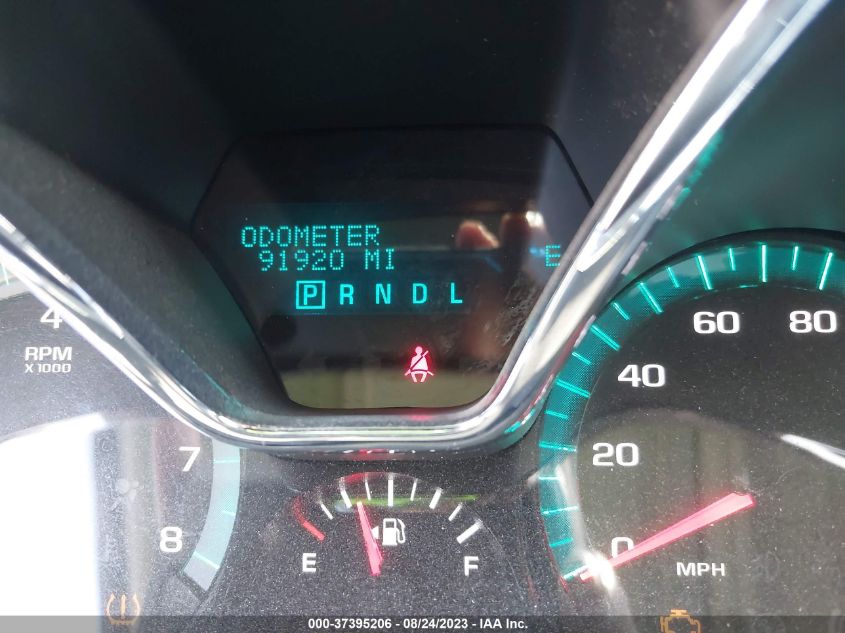 ODOMETER
91920 MI
E
P R N D L
4
RPM
X1000
7
8
E
F
0
20
40
60
80
MPH
000-37395206 - 08/24/2023 - IAA Inc.